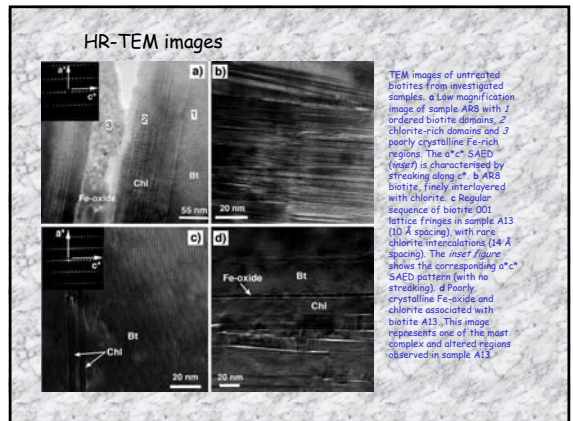 HR-TEM images
a)
a*
c*
3
2
1
Chl
Bt
Fe-oxide
55 nm
b)
20 nm
c)
a*
c*
Bt
Chl
20 nm
d)
Fe-oxide
Bt
Chl
20 nm
TEM images of untreated
biotites from investigated
samples. a Low magnification
image of sample AR8 with 1
ordered biotite domains, 2
chlorite-rich domains and 3
poorly crystalline Fe-rich
regions. The a*c* SAED
(inset) is characterised by
streaking along c*. b AR8
biotite, finely interlayered
with chlorite. c Regular
sequence of biotite 001
lattice fringes in sample A13
(10 Å spacing), with rare
chlorite intercalations (14 Å
spacing). The inset figure
shows the corresponding a*c*
SAED pattern (with no
streaking). d Poorly
crystalline Fe-oxide and
chlorite associated with
biotite A13. This image
represents one of the most
complex and altered regions
observed in sample A13